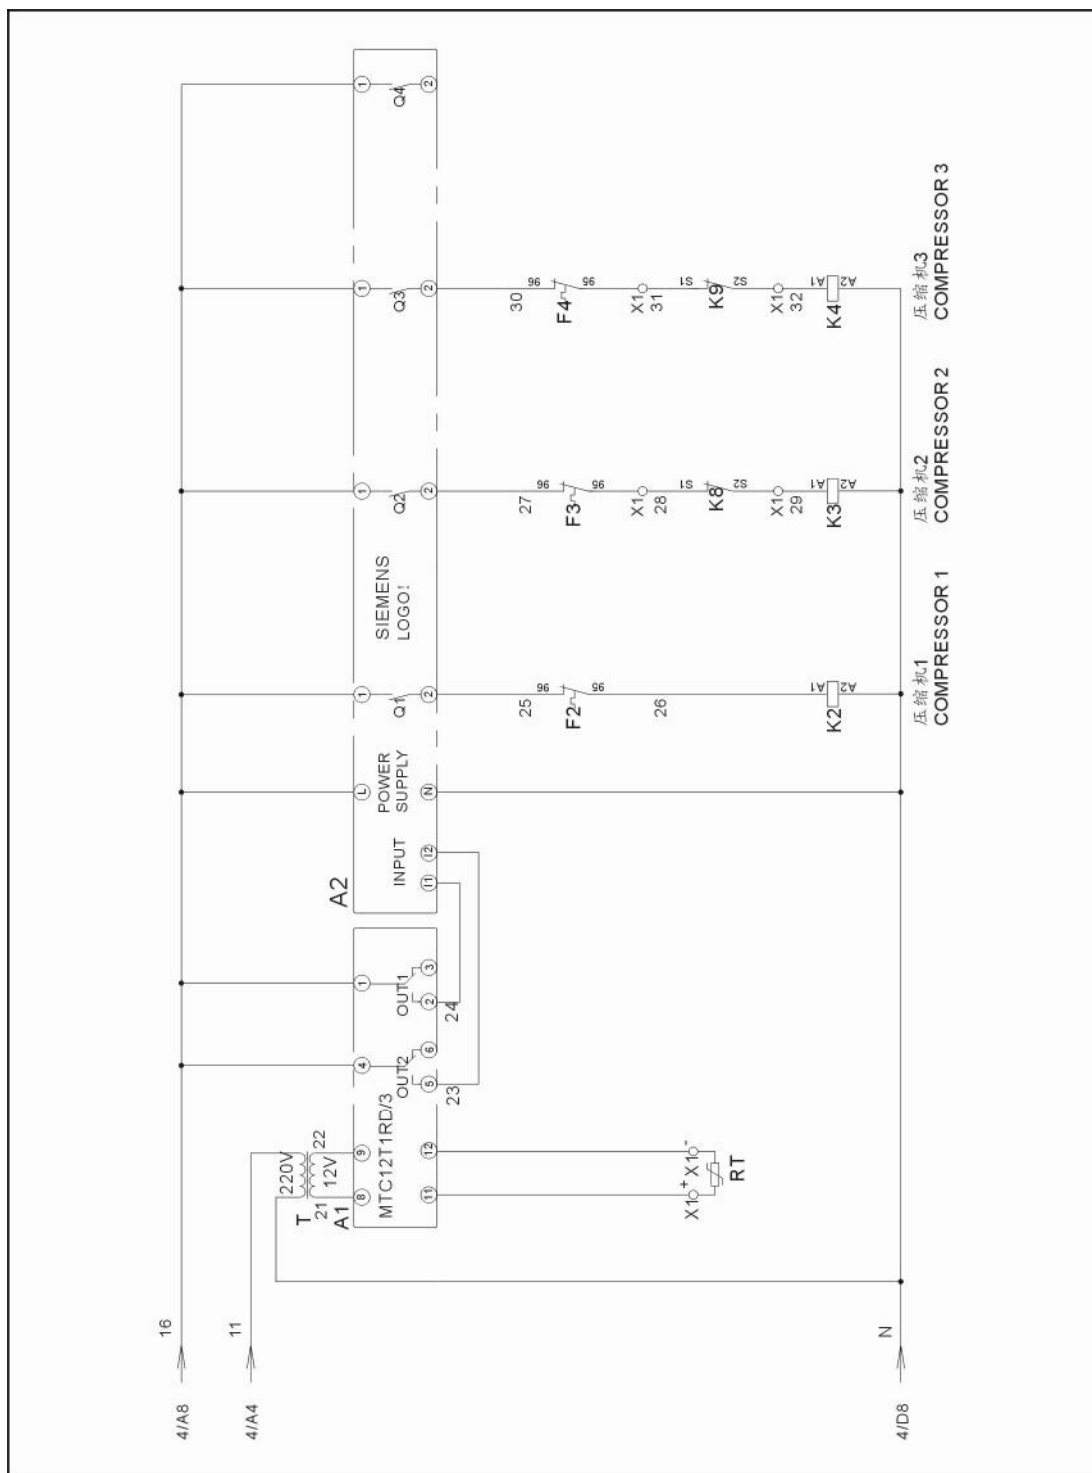 4/A8
16
4/A4
11
T
220V
12V
21
22
A1
8
9
MTC12T1RD/3
11
12
X1
+
X1
-
RT
4
OUT2
5
6
23
1
OUT1
2
3
24
A2
INPUT
I1
I2
L
POWER
SUPPLY
N
SIEMENS
LOGO!
1
Q1
2
25
96
F2
95
26
A1
K2
A2
压缩机1
COMPRESSOR 1
1
Q2
2
27
96
F3
95
X1
28
S1
K8
S2
X1
29
A1
K3
A2
压缩机2
COMPRESSOR 2
1
Q3
2
30
96
F4
95
X1
31
S1
K9
S2
X1
32
A1
K4
A2
压缩机3
COMPRESSOR 3
1
Q4
2
4/D8
N